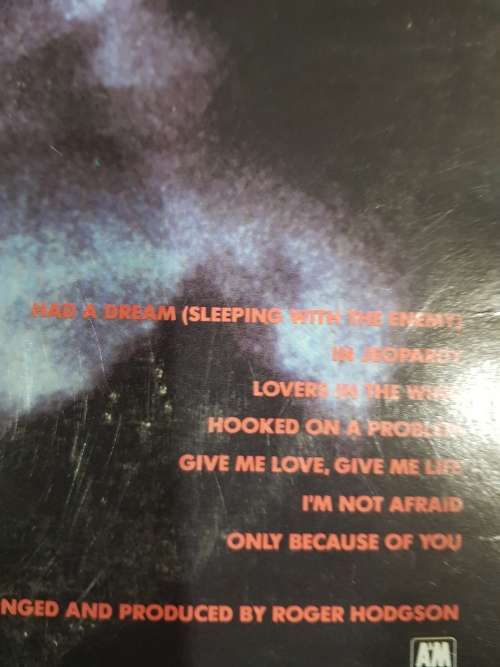 HAD A DREAM (SLEEPING WITH THE ENEMY)
IN JEOPARDY
LOVERS IN THE WIND
HOOKED ON A PROBLEM
GIVE ME LOVE, GIVE ME LIFE
I'M NOT AFRAID
ONLY BECAUSE OF YOU
NGED AND PRODUCED BY ROGER HODGSON
A&M